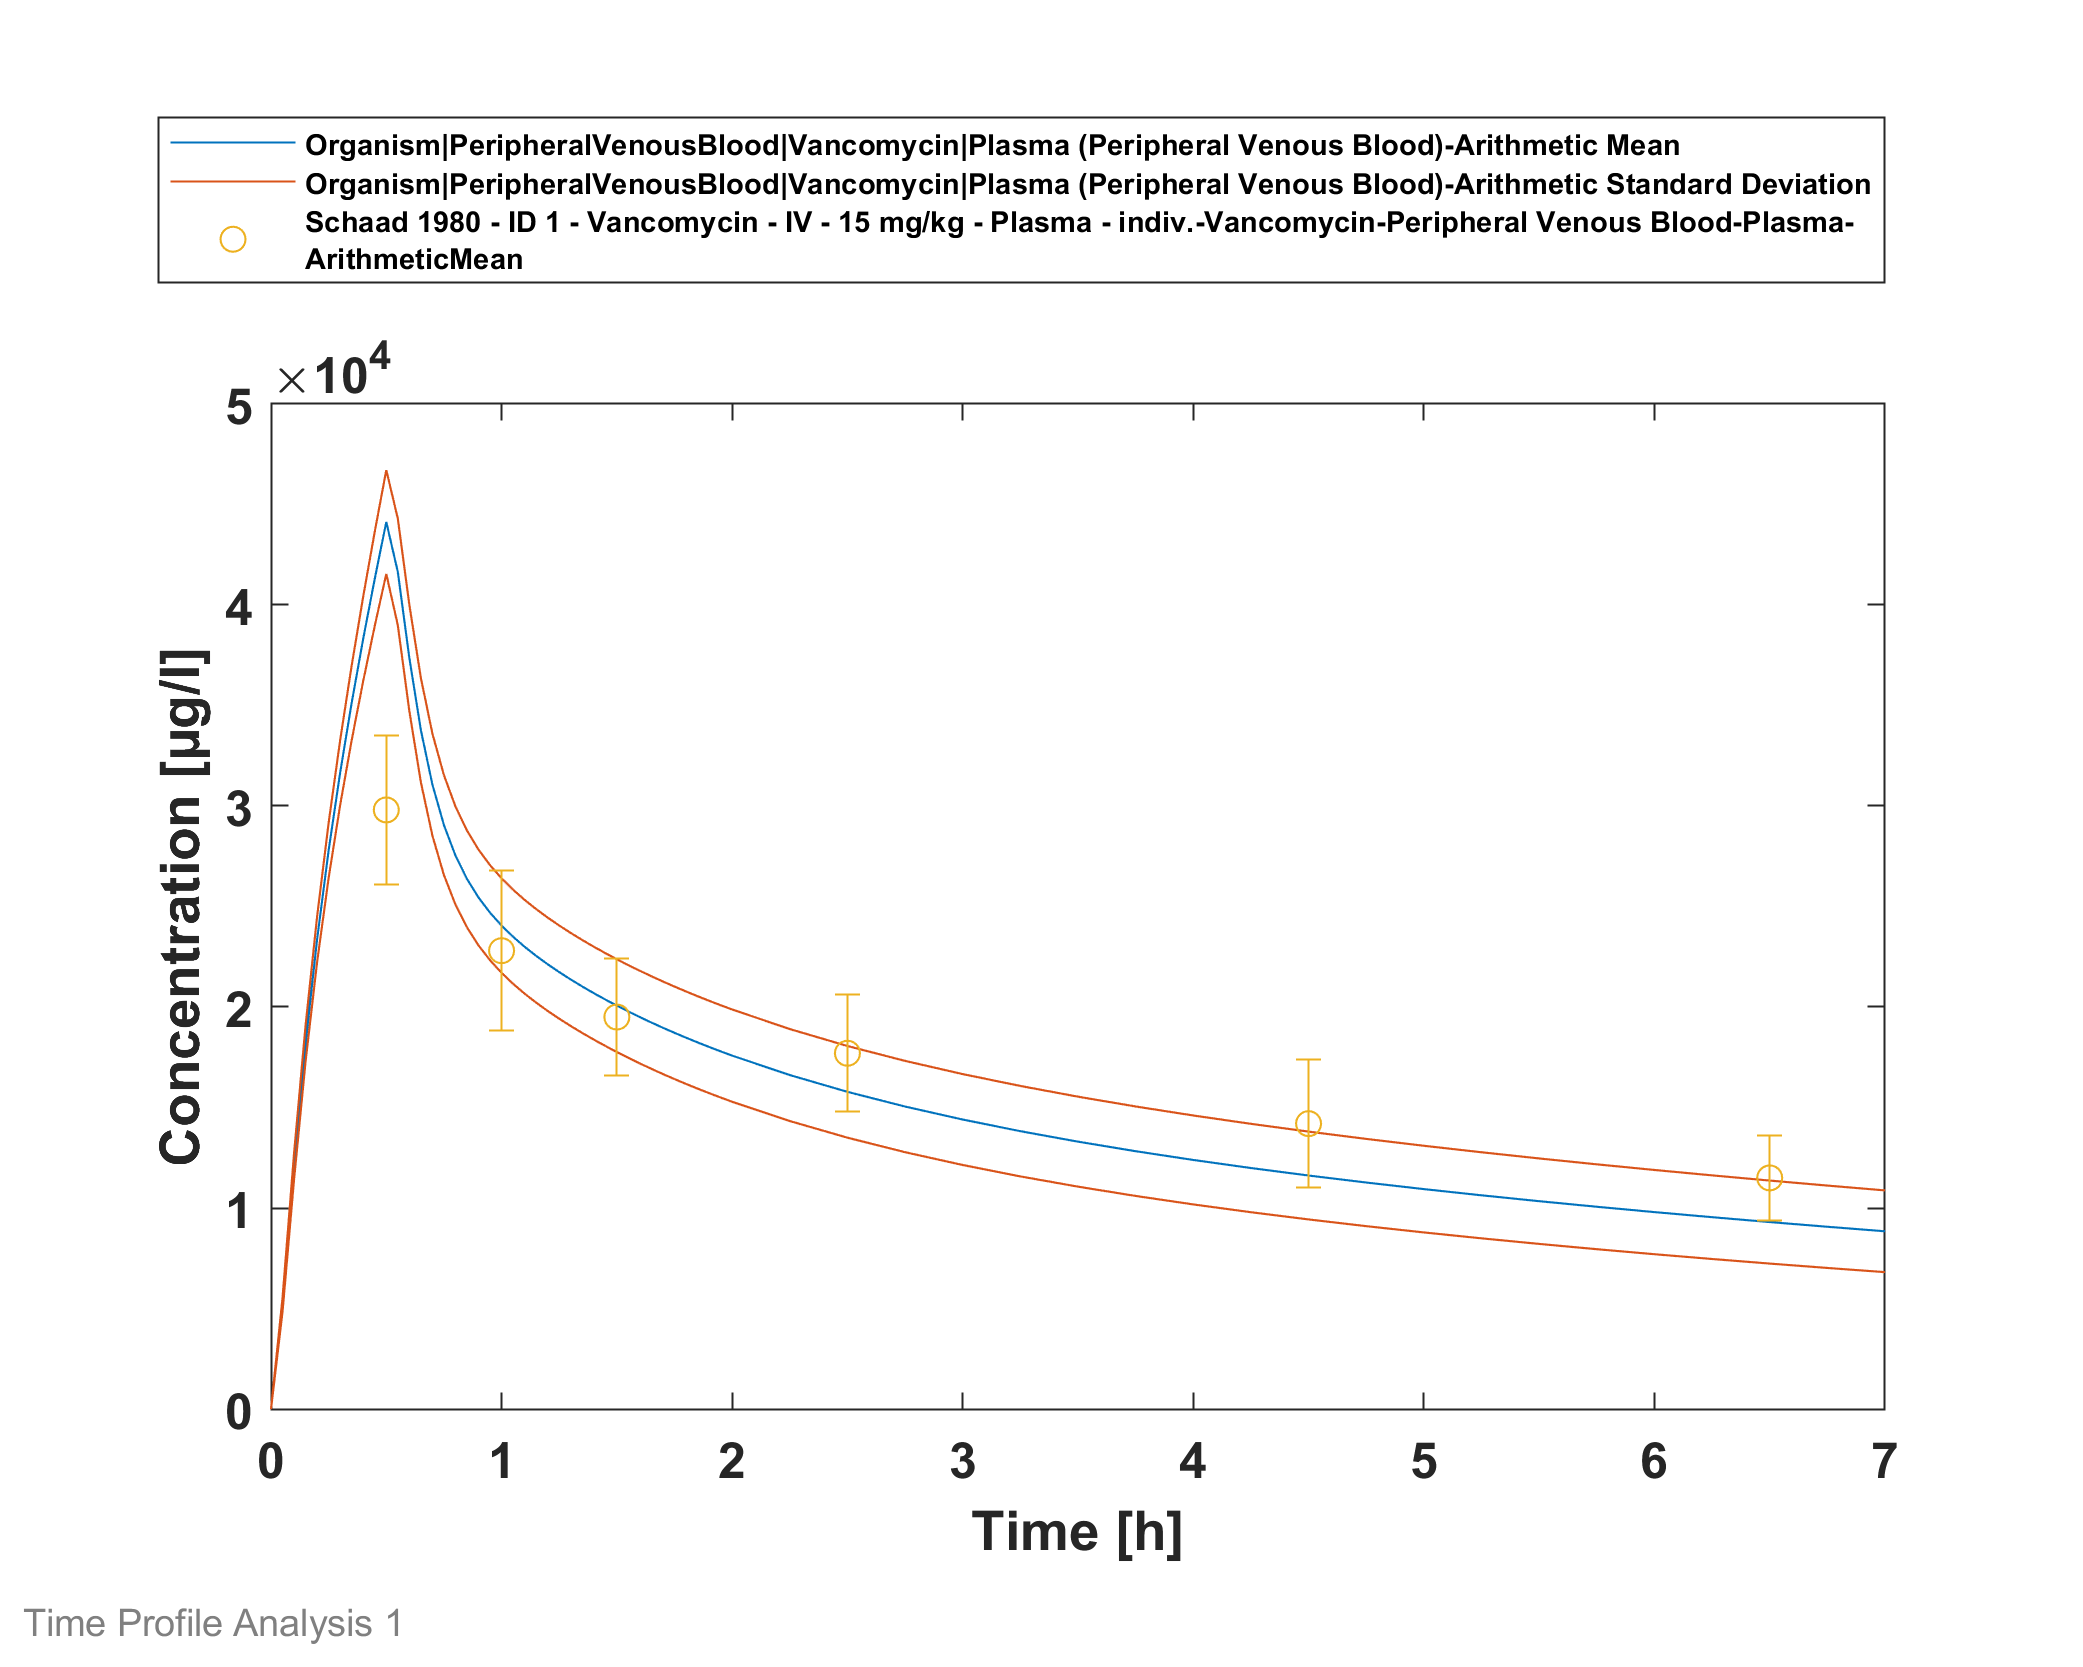 Organism|PeripheralVenousBlood|Vancomycin|Plasma (Peripheral Venous Blood)-Arithmetic Mean
Organism|PeripheralVenousBlood|Vancomycin|Plasma (Peripheral Venous Blood)-Arithmetic Standard Deviation
Schaad 1980 - ID 1 - Vancomycin - IV - 15 mg/kg - Plasma - indiv.-Vancomycin-Peripheral Venous Blood-Plasma-
ArithmeticMean
×10⁴
5
4
3
2
1
0
Concentration [µg/l]
0 1 2 3 4 5 6 7
Time [h]
Time Profile Analysis 1